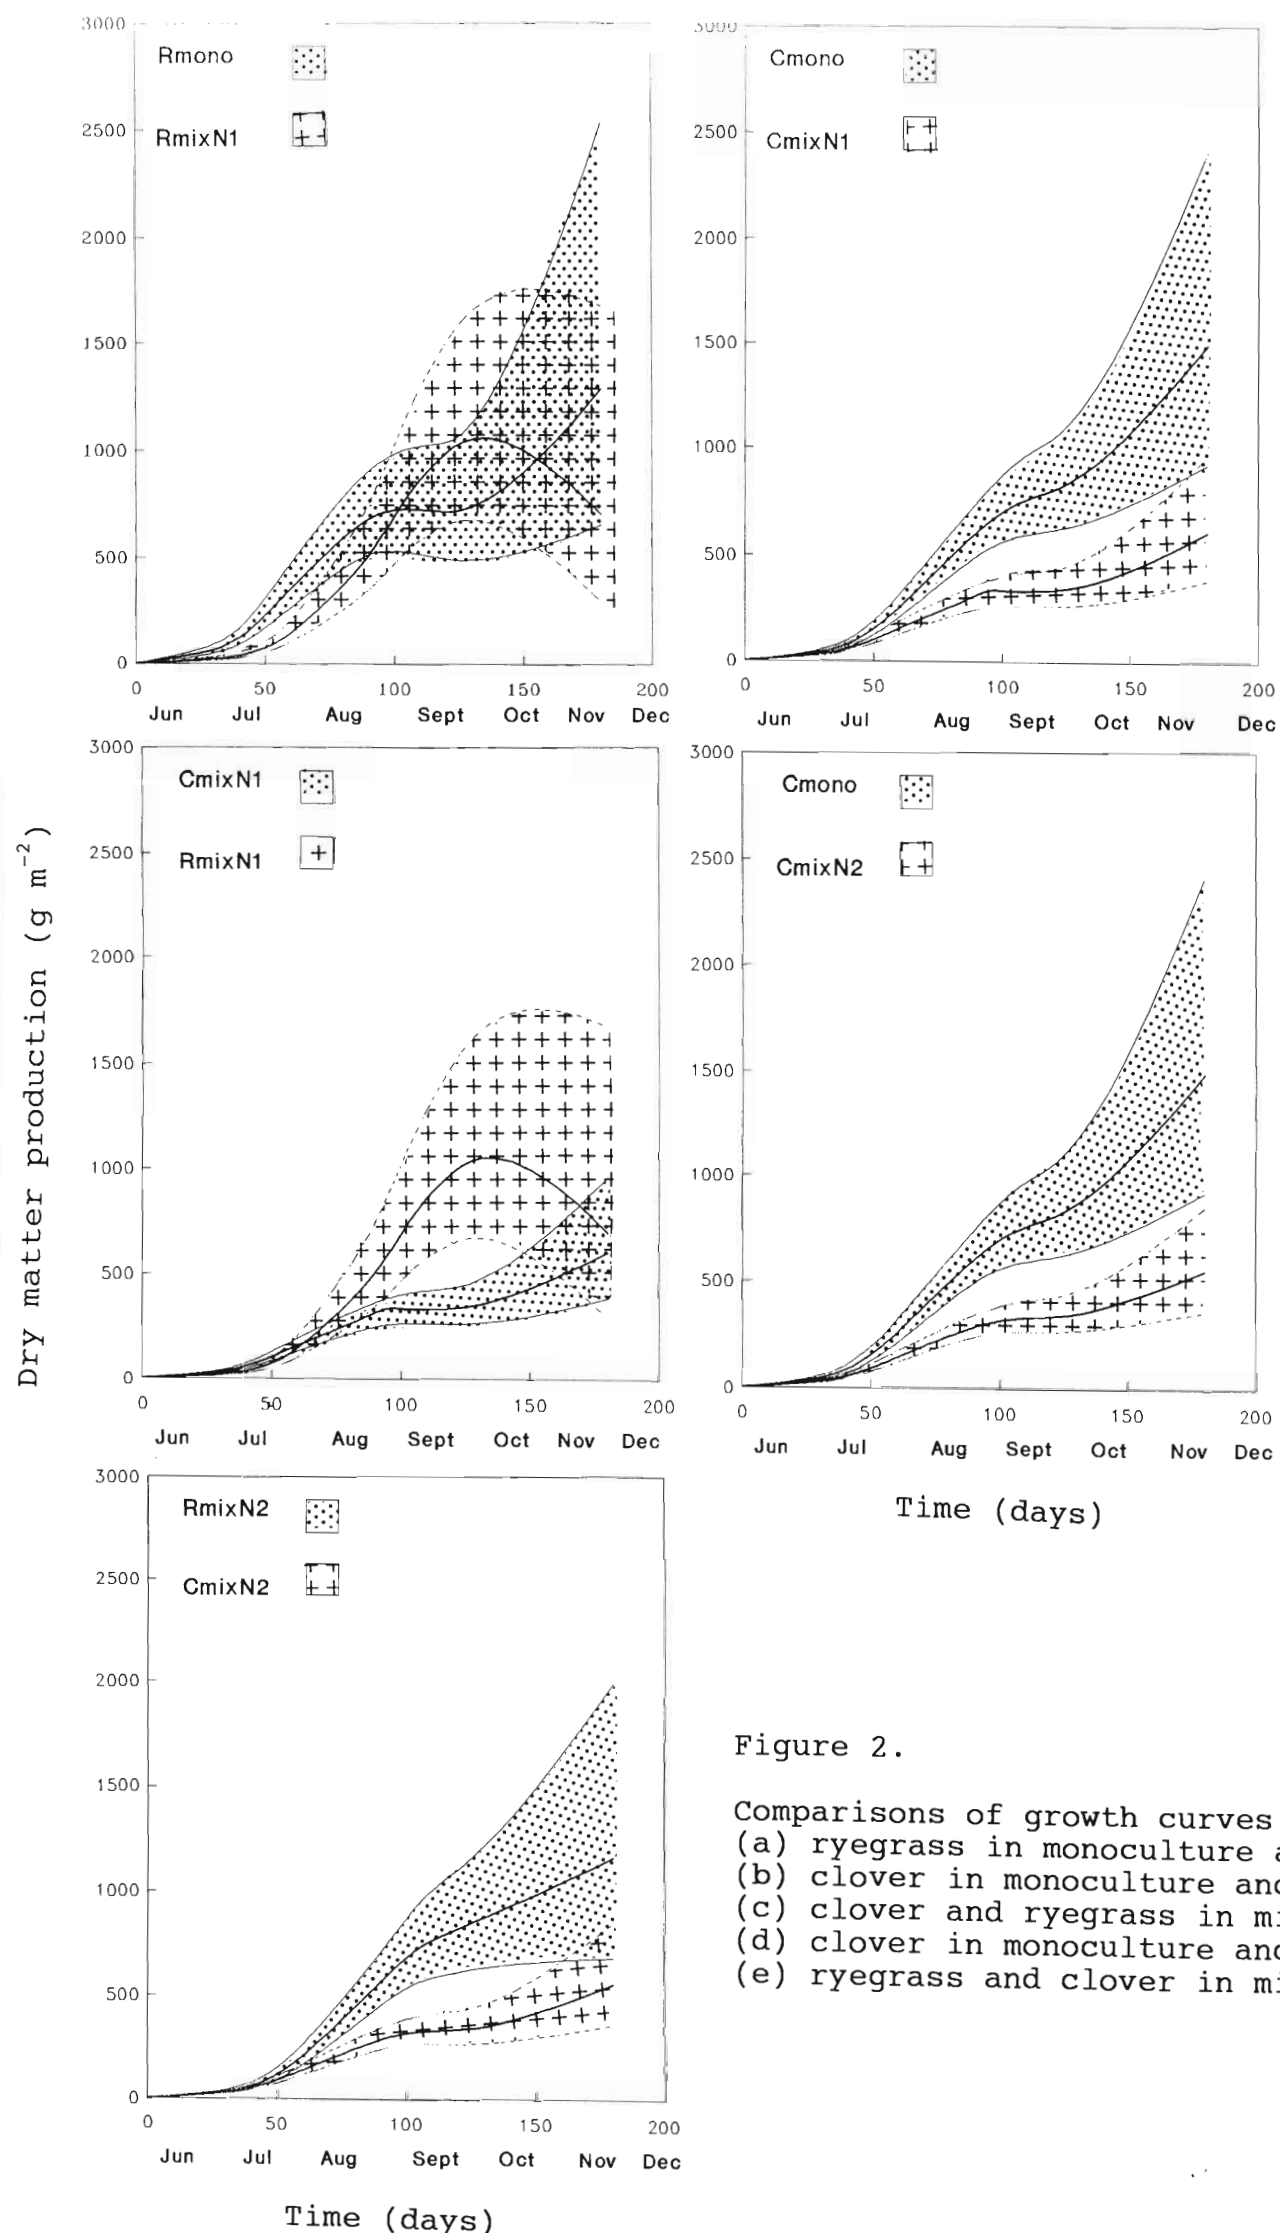 3000
Rmono
RmixN1
2500
2000
1500
1000
500
0
0 50 100 150 200
Jun Jul Aug Sept Oct Nov Dec
3000
Cmono
CmixN1
2500
2000
1500
1000
500
0
0 50 100 150 200
Jun Jul Aug Sept Oct Nov Dec
Dry matter production (g m⁻²)
3000
CmixN1
RmixN1
2500
2000
1500
1000
500
0
0 50 100 150 200
Jun Jul Aug Sept Oct Nov Dec
3000
Cmono
CmixN2
2500
2000
1500
1000
500
0
0 50 100 150 200
Jun Jul Aug Sept Oct Nov Dec
Time (days)
3000
RmixN2
CmixN2
2500
2000
1500
1000
500
0
0 50 100 150 200
Jun Jul Aug Sept Oct Nov Dec
Time (days)
Figure 2.
Comparisons of growth curves
(a) ryegrass in monoculture
(b) clover in monoculture
(c) clover and ryegrass in
(d) clover in monoculture
(e) ryegrass and clover in